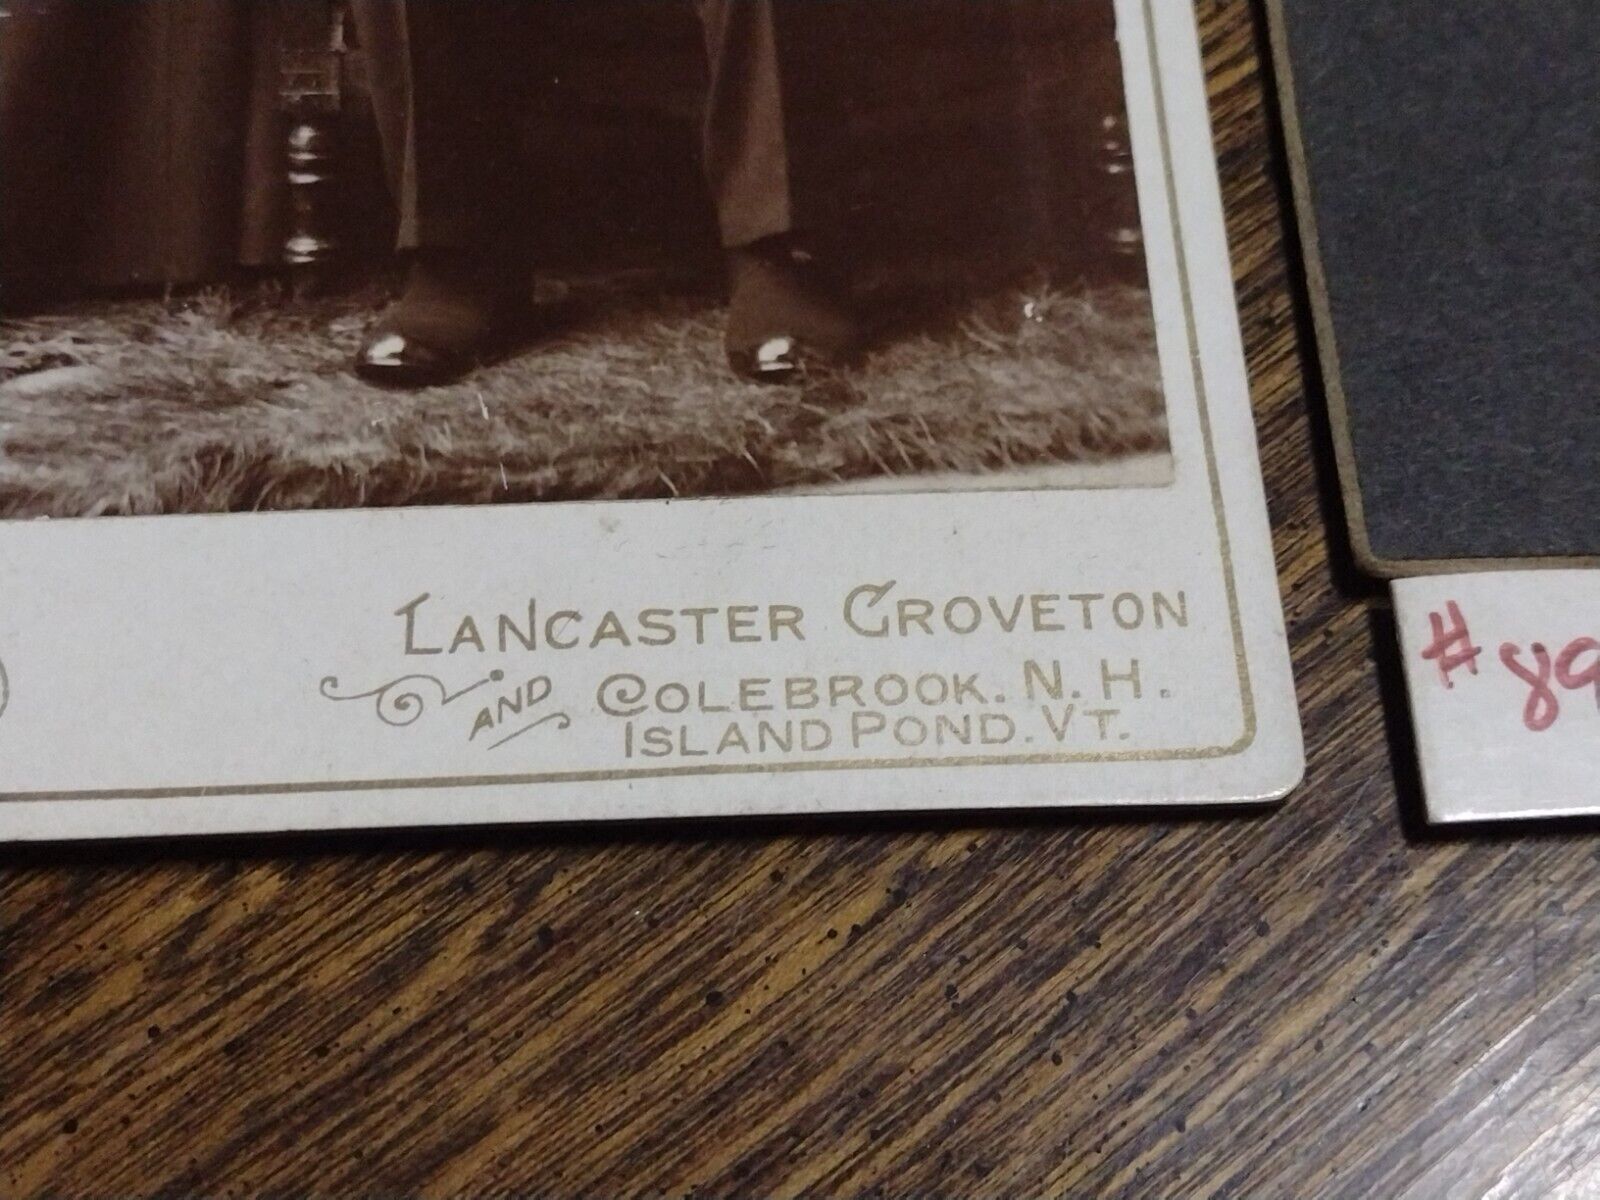 LANCASTER GROVETON
AND COLEBROOK. N. H.
ISLAND POND. VT.
#89